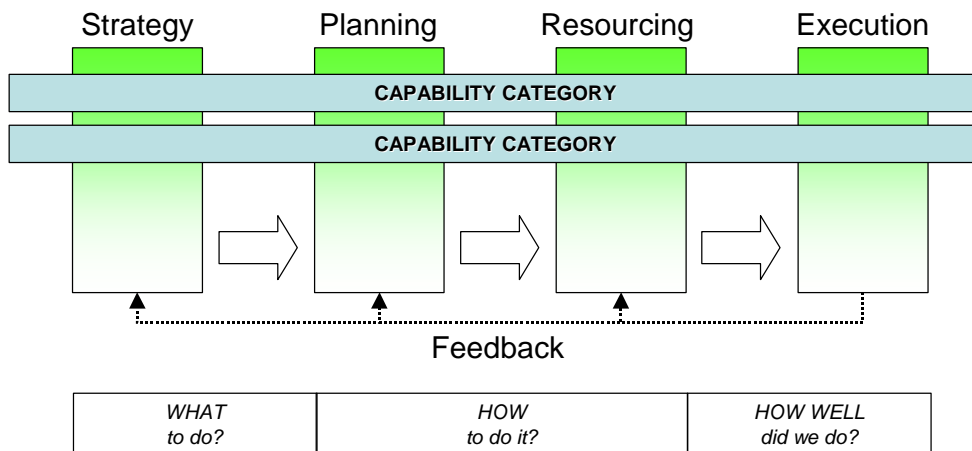 Strategy Planning Resourcing Execution
CAPABILITY CATEGORY
CAPABILITY CATEGORY
Feedback
WHAT
to do?
HOW
to do it?
HOW WELL
did we do?